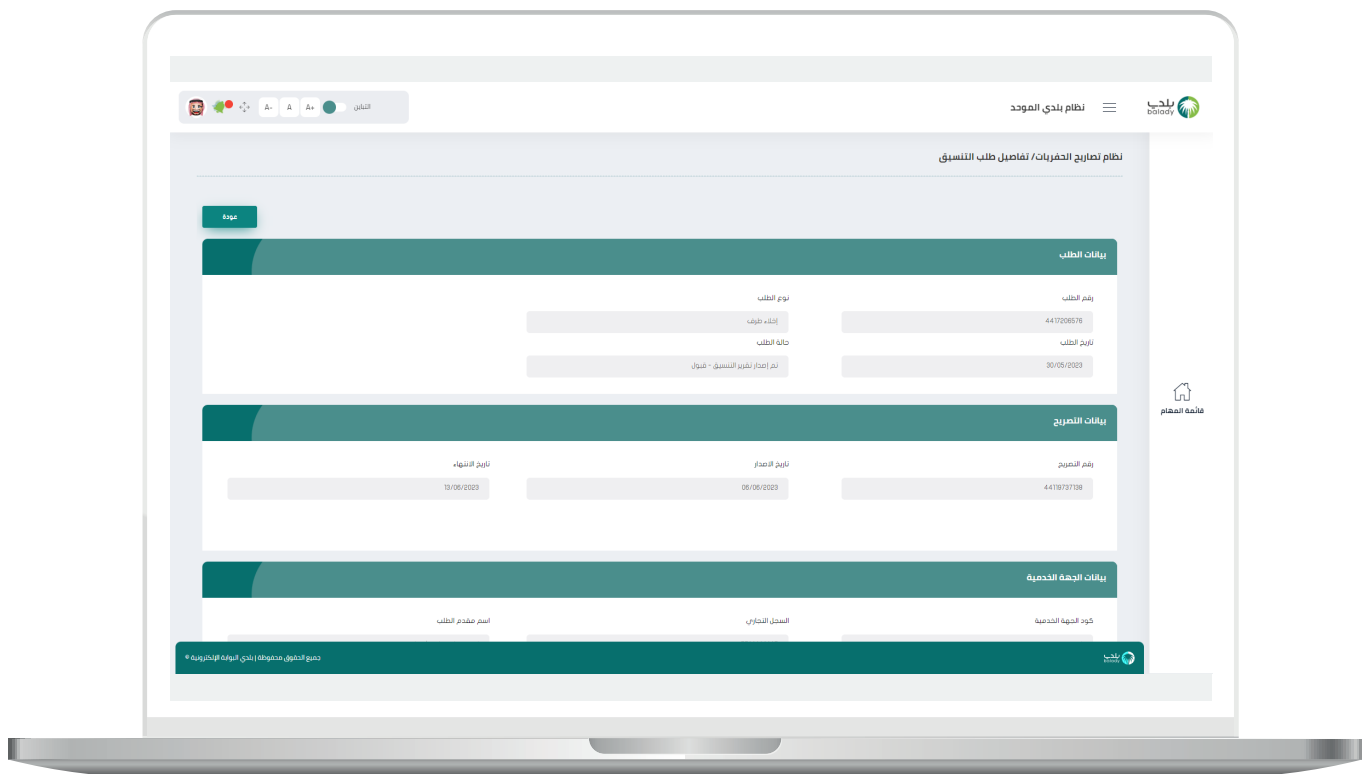 بلدي
balady
نظام بلدي الموحد
التباين
A+
A
A-
نظام تصاريح الحفريات/ تفاصيل طلب التنسيق
عودة
بيانات الطلب
رقم الطلب
نوع الطلب
4417206576
إخلاء طرف
تاريخ الطلب
حالة الطلب
30/05/2023
تم إصدار تقرير التنسيق - قبول
قائمة المهام
بيانات التصريح
رقم التصريح
تاريخ الاصدار
تاريخ الانتهاء
44118737138
06/06/2023
13/06/2023
بيانات الجهة الخدمية
كود الجهة الخدمية
السجل التجاري
اسم مقدم الطلب
بلدي
balady
جميع الحقوق محفوظة | بلدي البوابة الإلكترونية ©